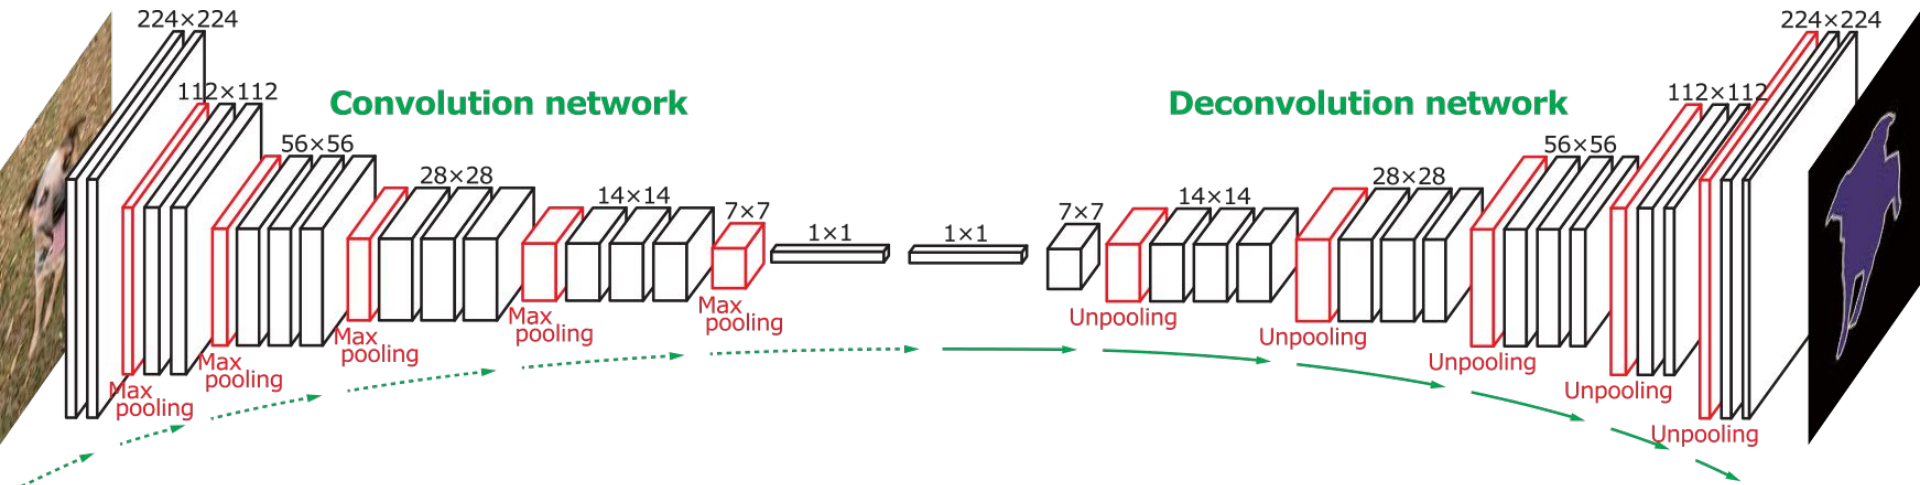 224×224
112×112
Convolution network
56×56
28×28
14×14
7×7
1×1
1×1
7×7
14×14
28×28
56×56
Deconvolution network
112×112
224×224
Max
pooling
Max
pooling
Max
pooling
Max
pooling
Max
pooling
Unpooling
Unpooling
Unpooling
Unpooling
Unpooling